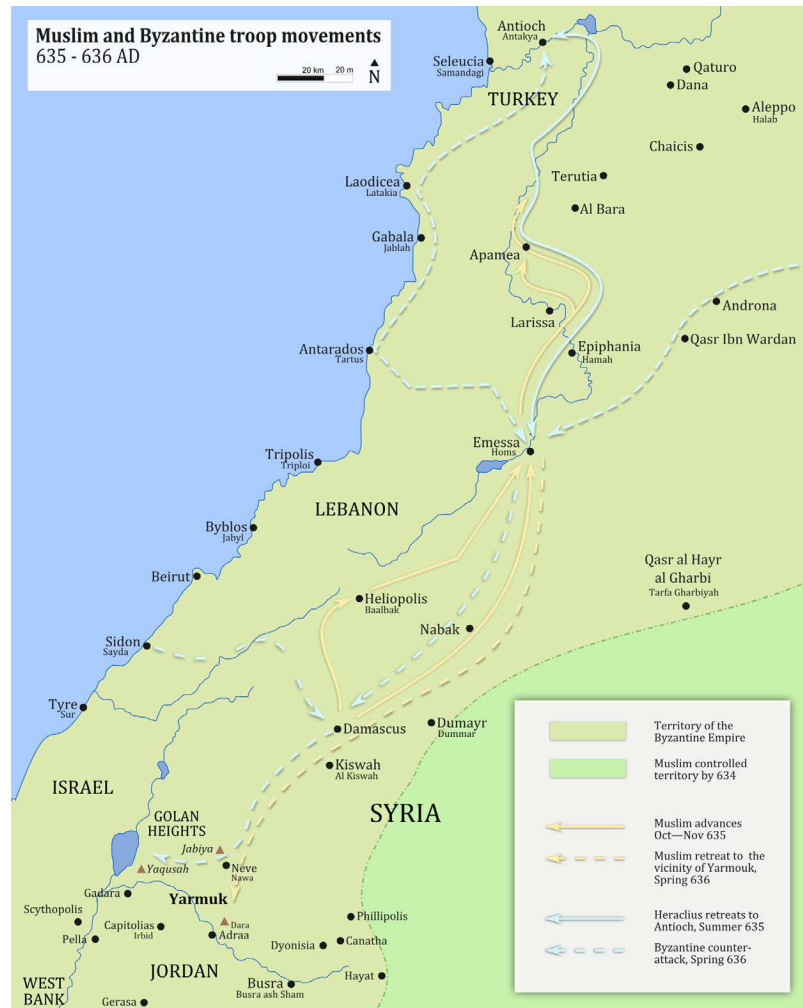 Muslim and Byzantine troop movements
635 - 636 AD
20 km 20 m
N
Antioch
Antakya
Seleucia
Samandagi
TURKEY
Qaturo
Dana
Aleppo
Halab
Chaicis
Laodicea
Latakia
Terutia
Al Bara
Gabala
Jablah
Apamea
Larissa
Androna
Antarados
Tartus
Epiphania
Hamah
Qasr Ibn Wardan
Emessa
Homs
Tripolis
Triploi
LEBANON
Byblos
Jabyl
Beirut
Heliopolis
Baalbak
Qasr al Hayr
al Gharbi
Tarfa Gharbiyah
Nabak
Sidon
Sayda
Tyre
Sur
Damascus
Dumayr
Dummar
Kiswah
Al Kiswah
ISRAEL
SYRIA
GOLAN
HEIGHTS
Jabiya
Yaqusah
Neve
Nawa
Gadara
Yarmuk
Scythopolis
Capitolias
Irbid
Dara
Adraa
Phillipolis
Pella
Dyonisia
Canatha
JORDAN
WEST
BANK
Busra
Busra ash Sham
Hayat
Gerasa
Territory of the
Byzantine Empire
Muslim controlled
territory by 634
Muslim advances
Oct—Nov 635
Muslim retreat to the
vicinity of Yarmouk,
Spring 636
Heraclius retreats to
Antioch, Summer 635
Byzantine counter-
attack, Spring 636